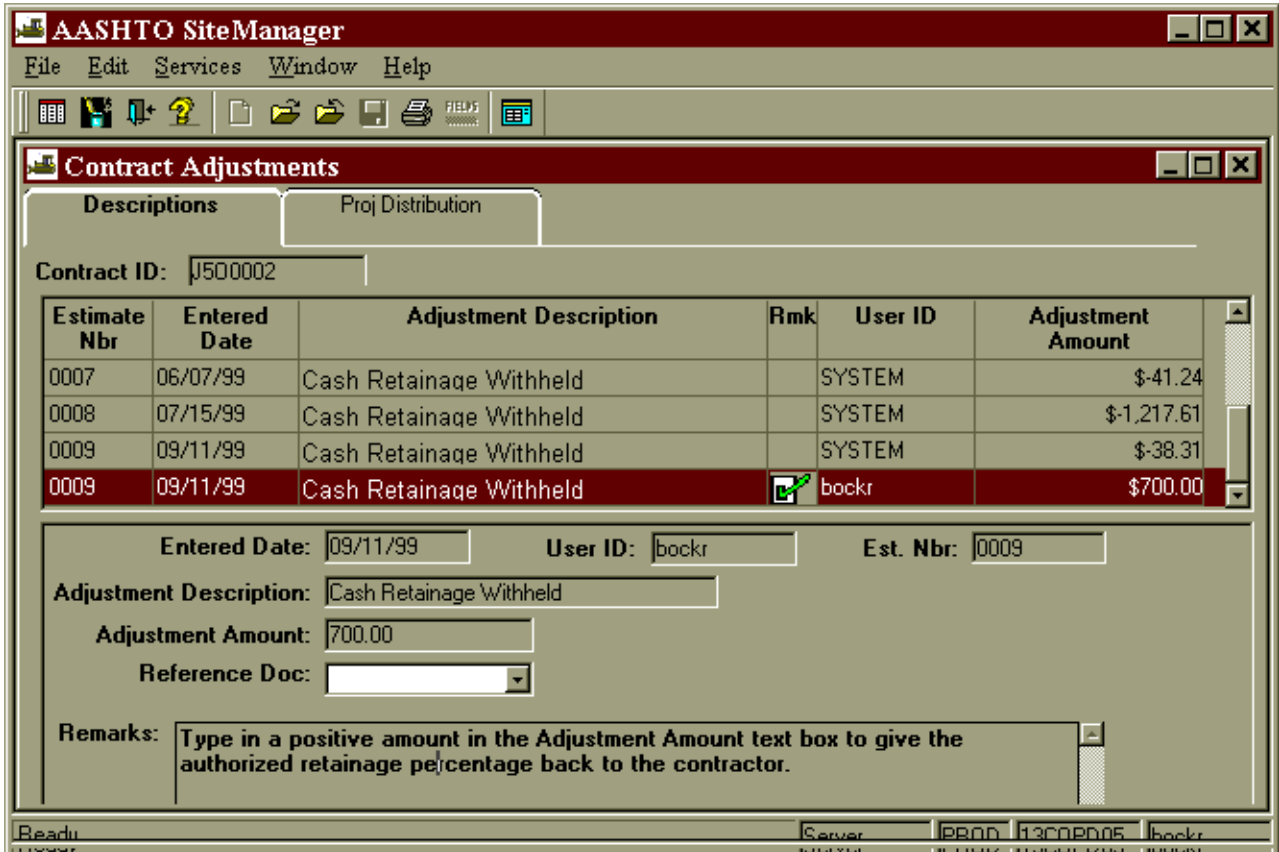 AASHTO SiteManager
File Edit Services Window Help
FIELDS
Contract Adjustments
Descriptions Proj Distribution
Contract ID: J5O0002
Estimate Nbr Entered Date Adjustment Description Rmk User ID Adjustment Amount
0007 06/07/99 Cash Retainage Withheld SYSTEM $-41.24
0008 07/15/99 Cash Retainage Withheld SYSTEM $-1,217.61
0009 09/11/99 Cash Retainage Withheld SYSTEM $-38.31
0009 09/11/99 Cash Retainage Withheld bockr $700.00
Entered Date: 09/11/99 User ID: bockr Est. Nbr: 0009
Adjustment Description: Cash Retainage Withheld
Adjustment Amount: 700.00
Reference Doc:
Remarks: Type in a positive amount in the Adjustment Amount text box to give the
authorized retainage percentage back to the contractor.
Ready Server PROD 13COPD05 bockr